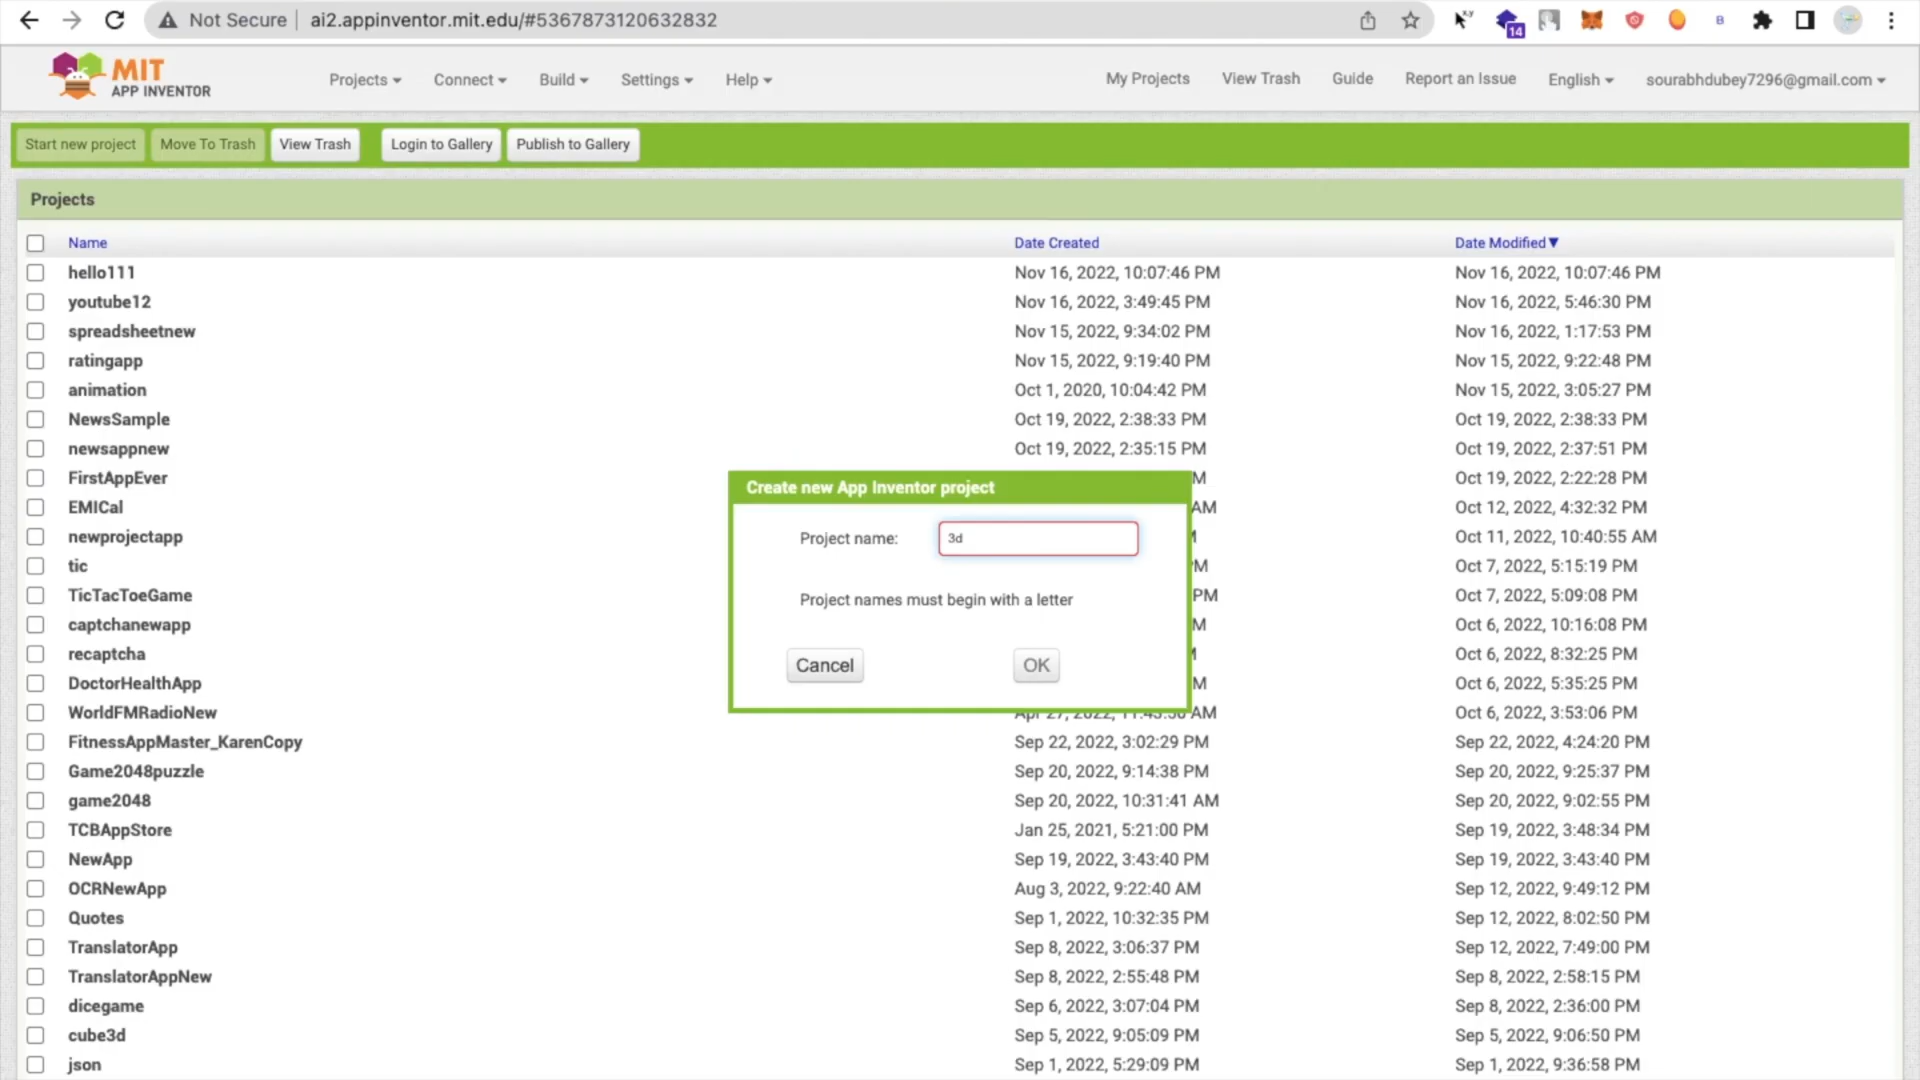 Not Secure | ai2.appinventor.mit.edu/#5367873120632832
14
B
MIT
APP INVENTOR
Projects Connect Build Settings Help My Projects View Trash Guide Report an Issue English sourabhdubey7296@gmail.com
Start new project Move To Trash View Trash Login to Gallery Publish to Gallery
Projects
Name Date Created Date Modified▼
hello111 Nov 16, 2022, 10:07:46 PM Nov 16, 2022, 10:07:46 PM
youtube12 Nov 16, 2022, 3:49:45 PM Nov 16, 2022, 5:46:30 PM
spreadsheetnew Nov 15, 2022, 9:34:02 PM Nov 16, 2022, 1:17:53 PM
ratingapp Nov 15, 2022, 9:19:40 PM Nov 15, 2022, 9:22:48 PM
animation Oct 1, 2020, 10:04:42 PM Nov 15, 2022, 3:05:27 PM
NewsSample Oct 19, 2022, 2:38:33 PM Oct 19, 2022, 2:38:33 PM
newsappnew Oct 19, 2022, 2:35:15 PM Oct 19, 2022, 2:37:51 PM
FirstAppEver Oct 19, 2022, 2:22:28 PM
EMICal AM Oct 12, 2022, 4:32:32 PM
newprojectapp Oct 11, 2022, 10:40:55 AM
tic Oct 7, 2022, 5:15:19 PM
TicTacToeGame PM Oct 7, 2022, 5:09:08 PM
captchanewapp Oct 6, 2022, 10:16:08 PM
recaptcha Oct 6, 2022, 8:32:25 PM
DoctorHealthApp Oct 6, 2022, 5:35:25 PM
WorldFMRadioNew AM Oct 6, 2022, 3:53:06 PM
FitnessAppMaster_KarenCopy Sep 22, 2022, 3:02:29 PM Sep 22, 2022, 4:24:20 PM
Game2048puzzle Sep 20, 2022, 9:14:38 PM Sep 20, 2022, 9:25:37 PM
game2048 Sep 20, 2022, 10:31:41 AM Sep 20, 2022, 9:02:55 PM
TCBAppStore Jan 25, 2021, 5:21:00 PM Sep 19, 2022, 3:48:34 PM
NewApp Sep 19, 2022, 3:43:40 PM Sep 19, 2022, 3:43:40 PM
OCRNewApp Aug 3, 2022, 9:22:40 AM Sep 12, 2022, 9:49:12 PM
Quotes Sep 1, 2022, 10:32:35 PM Sep 12, 2022, 8:02:50 PM
TranslatorApp Sep 8, 2022, 3:06:37 PM Sep 12, 2022, 7:49:00 PM
TranslatorAppNew Sep 8, 2022, 2:55:48 PM Sep 8, 2022, 2:58:15 PM
dicegame Sep 6, 2022, 3:07:04 PM Sep 8, 2022, 2:36:00 PM
cube3d Sep 5, 2022, 9:05:09 PM Sep 5, 2022, 9:06:50 PM
json Sep 1, 2022, 5:29:09 PM Sep 1, 2022, 9:36:58 PM
Create new App Inventor project
Project name: 3d
Project names must begin with a letter
Cancel OK